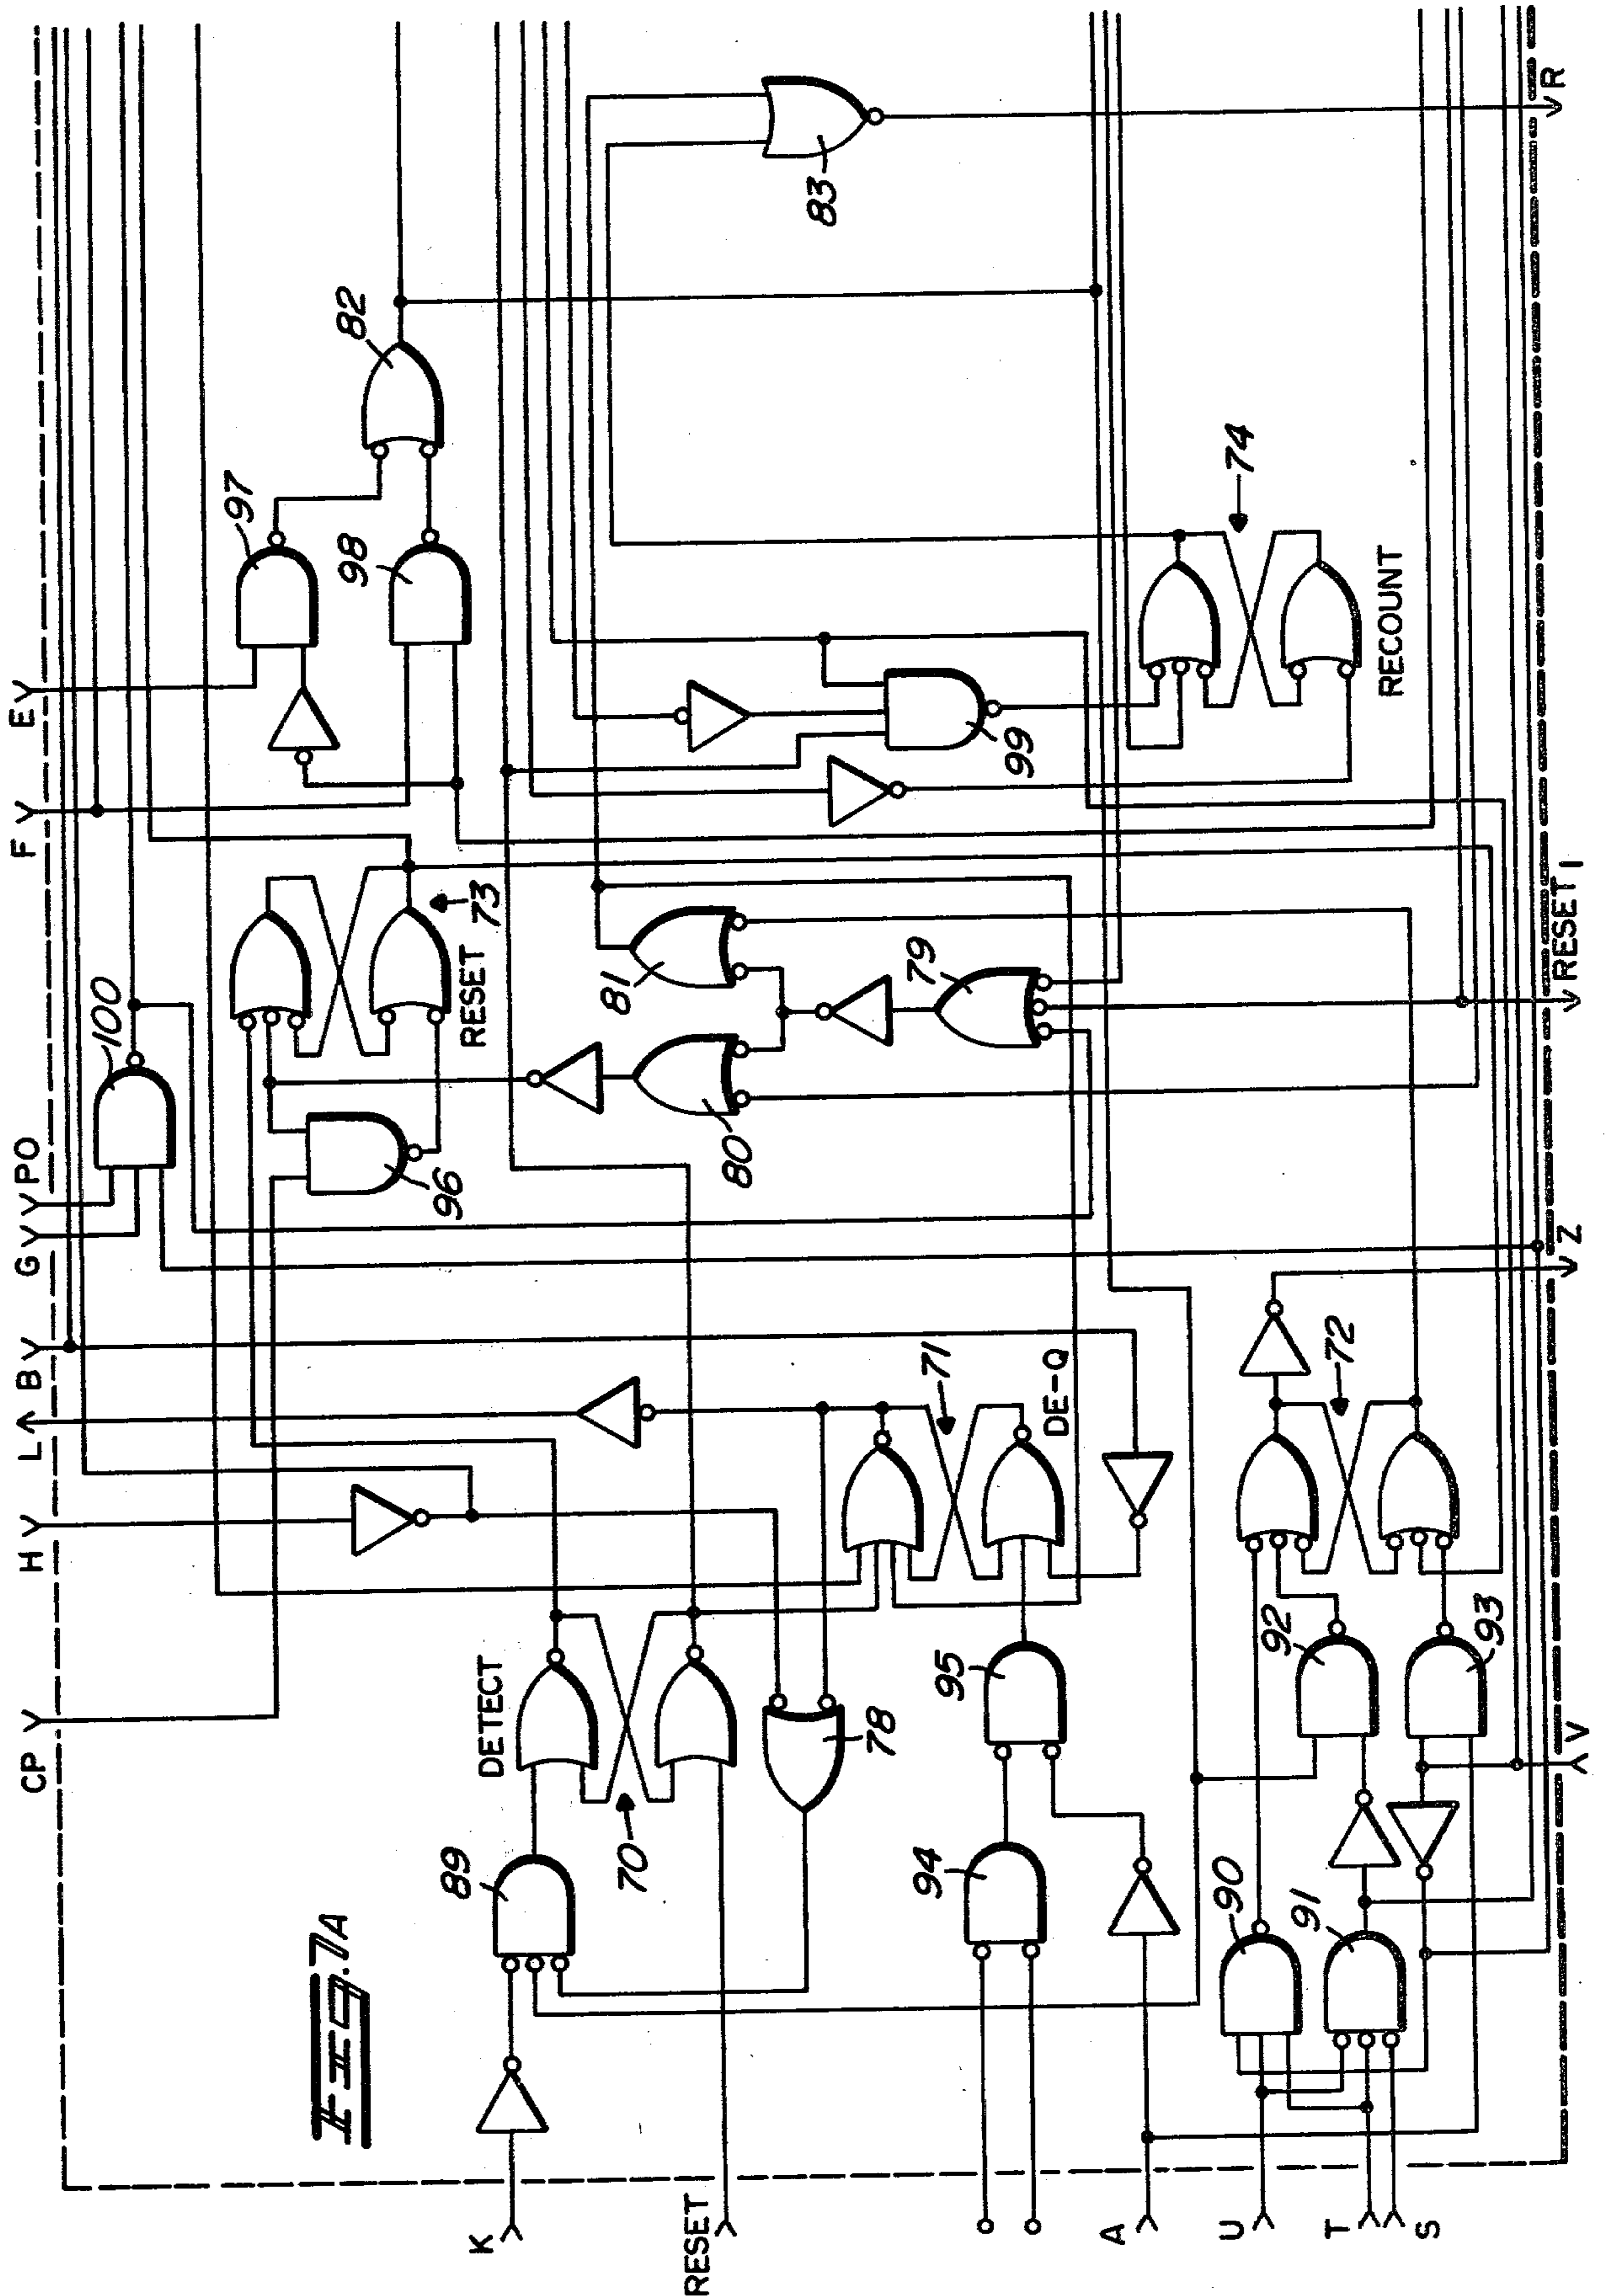 FIG. 7A
CP
H
L
B
G
PO
F
E
K
RESET
A
U
T
S
V
Z
RESET 1
R
DETECT
70
89
78
94
95
90
91
92
93
71
DE-Q
72
100
96
RESET
73
80
81
79
97
98
82
99
74
RECOUNT
83